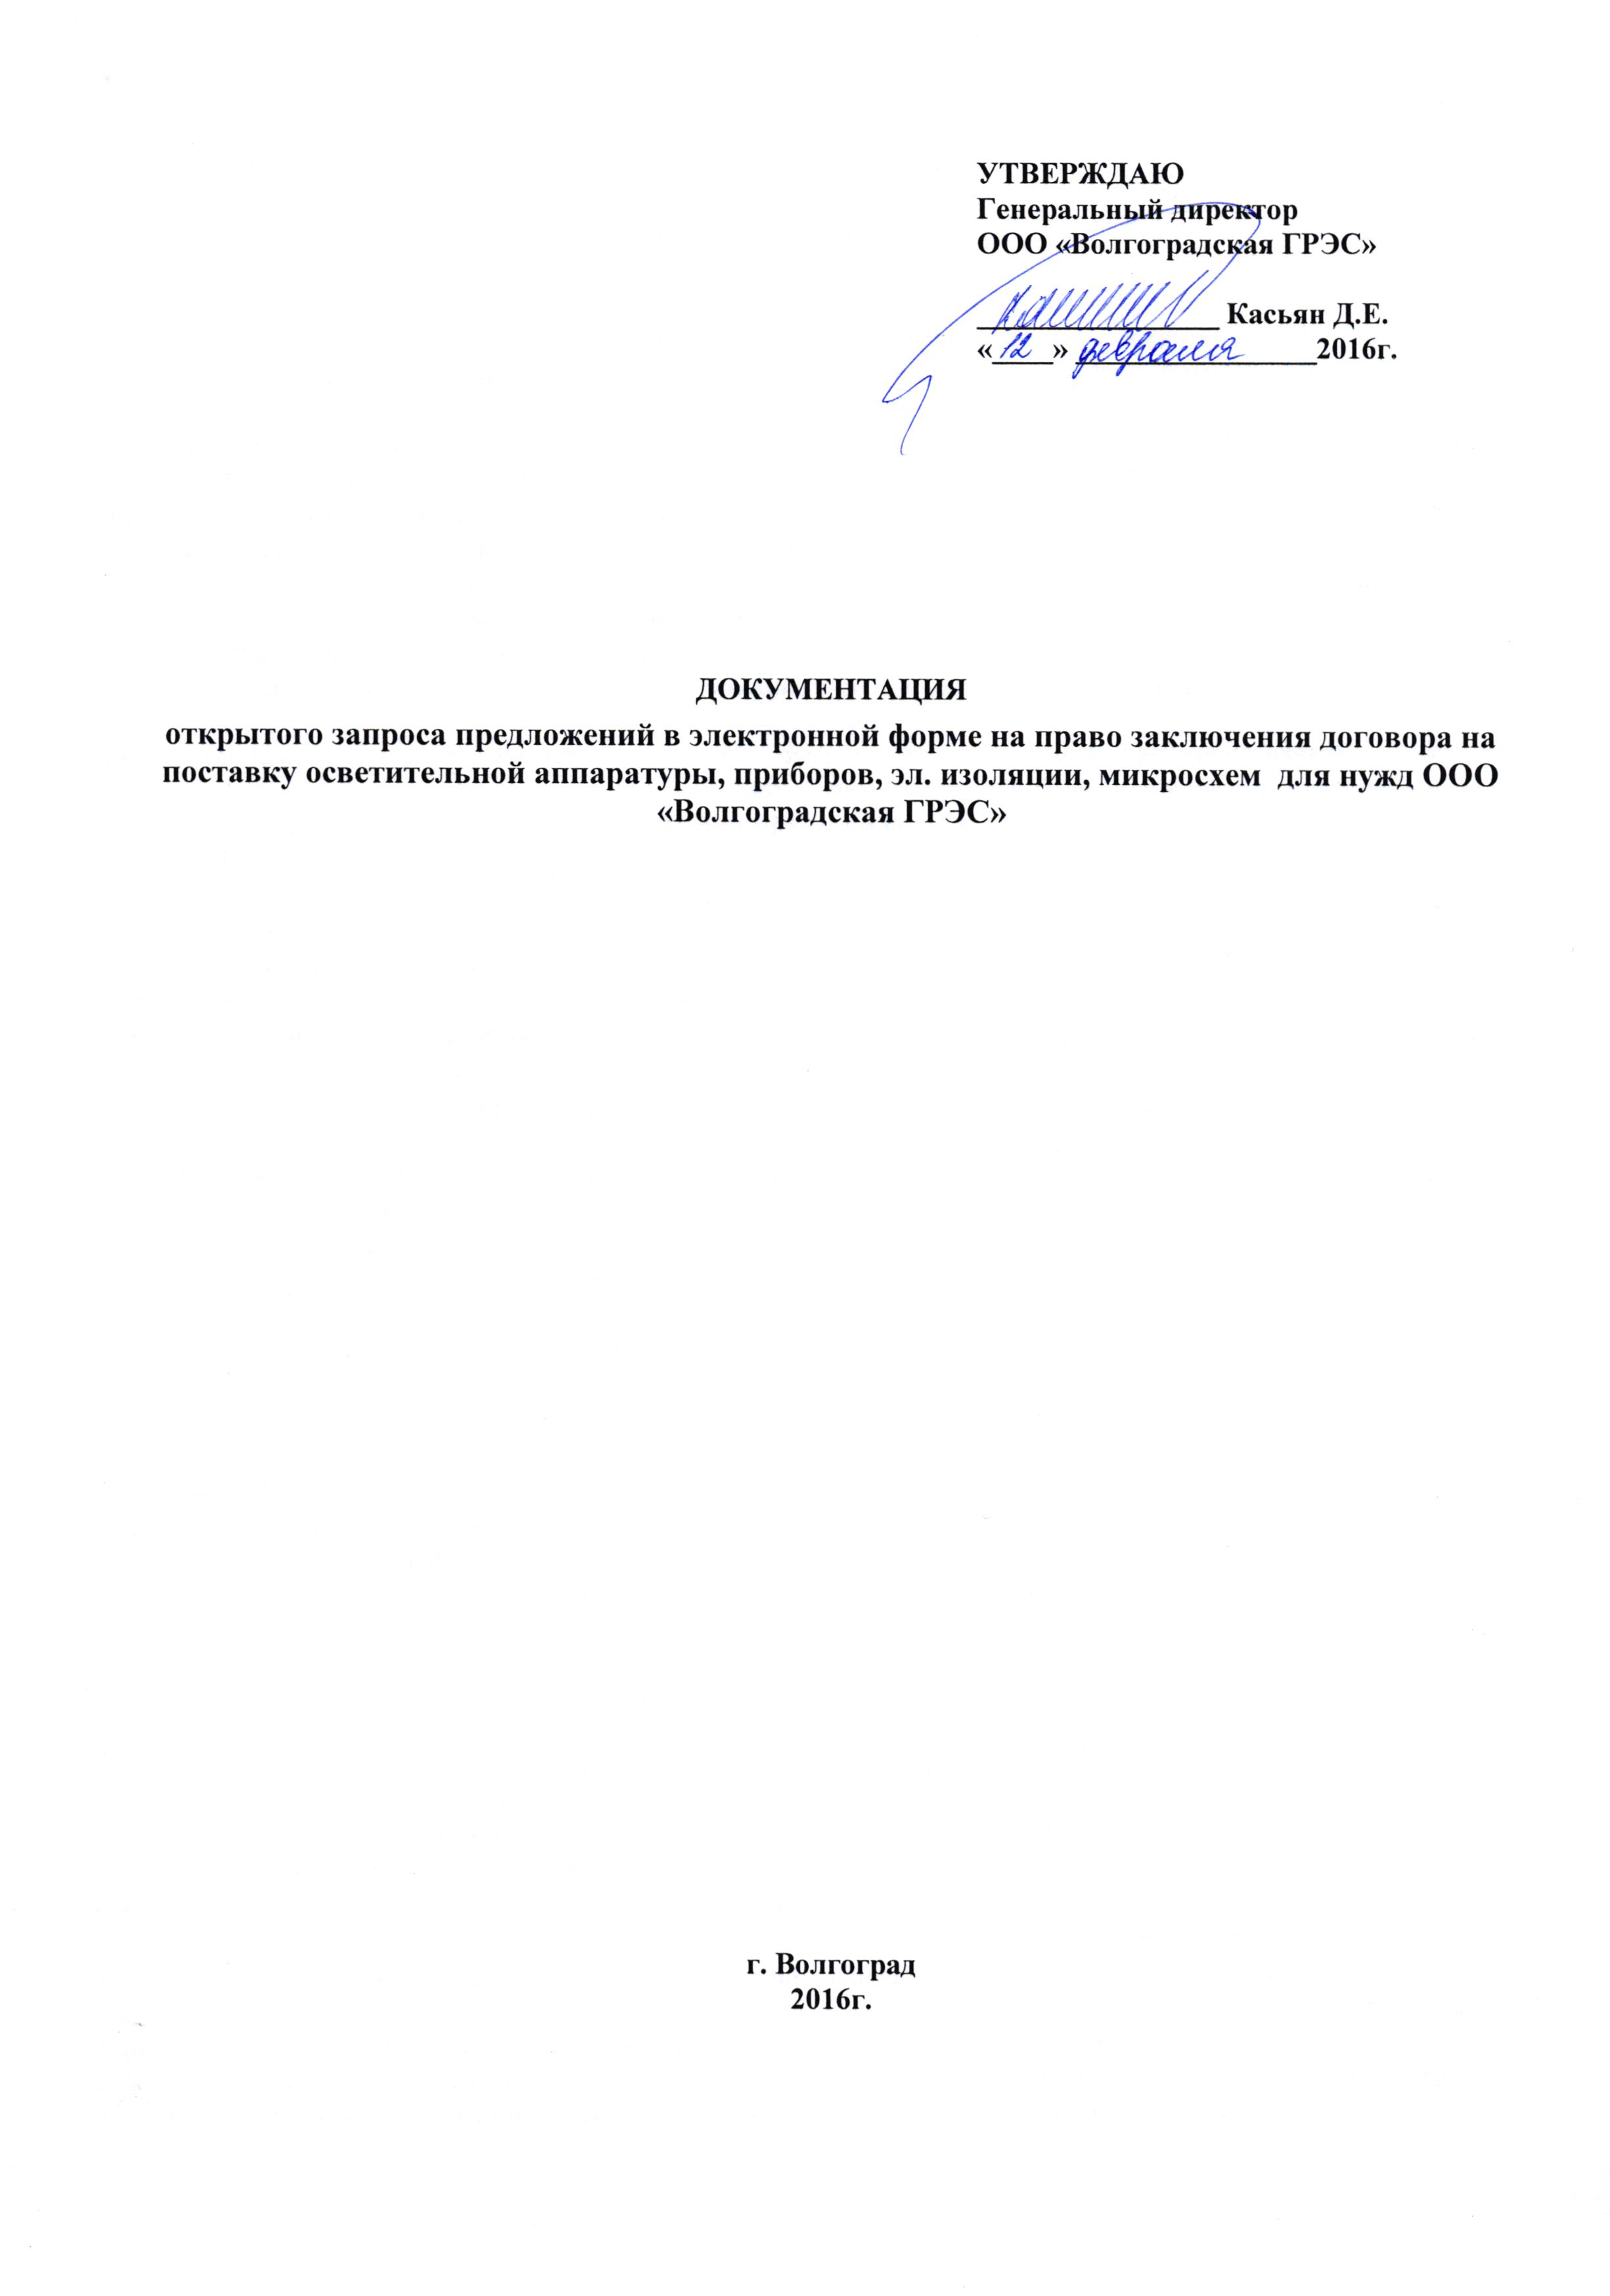 УТВЕРЖДАЮ
Генеральный директор
ООО «Волгоградская ГРЭС»
Касьян Д.Е.
«12» февраля 2016г.
ДОКУМЕНТАЦИЯ
открытого запроса предложений в электронной форме на право заключения договора на
поставку осветительной аппаратуры, приборов, эл. изоляции, микросхем для нужд ООО
«Волгоградская ГРЭС»
г. Волгоград
2016г.